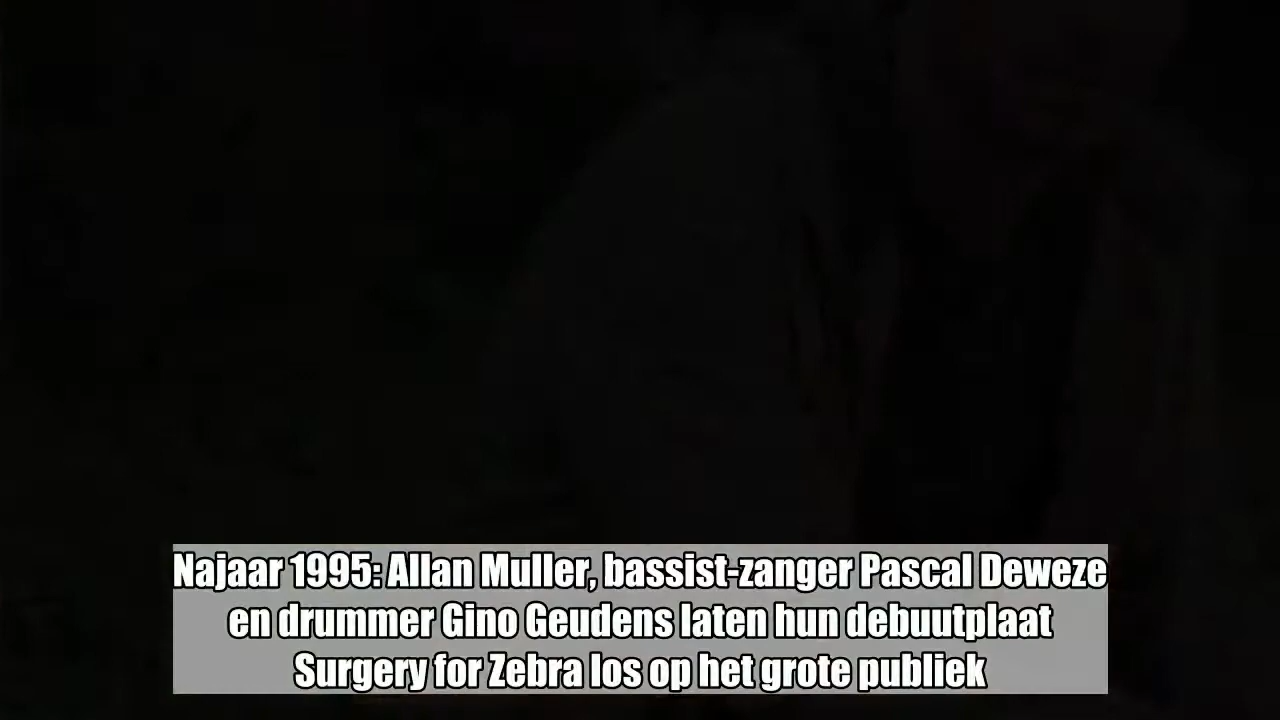 Najaar 1995: Allan Muller, bassist-zanger Pascal Deweze
en drummer Gino Geudens laten hun debuutplaat
Surgery for Zebra los op het grote publiek